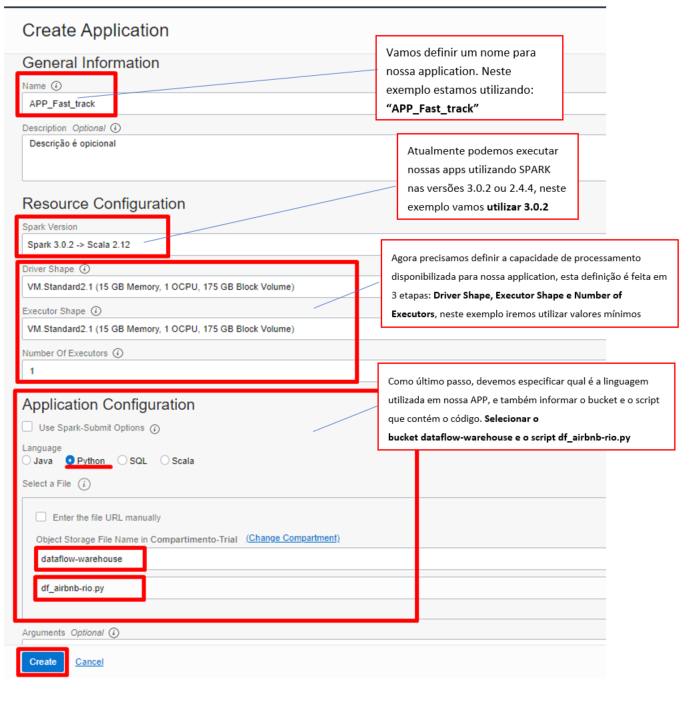 Create Application
General Information
Name
APP_Fast_track
Description Optional
Descrição é opicional
Vamos definir um nome para
nossa application. Neste
exemplo estamos utilizando:
“APP_Fast_track”
Resource Configuration
Spark Version
Spark 3.0.2 -> Scala 2.12
Atualmente podemos executar
nossas apps utilizando SPARK
nas versões 3.0.2 ou 2.4.4, neste
exemplo vamos utilizar 3.0.2
Driver Shape
VM.Standard2.1 (15 GB Memory, 1 OCPU, 175 GB Block Volume)
Executor Shape
VM.Standard2.1 (15 GB Memory, 1 OCPU, 175 GB Block Volume)
Number Of Executors
1
Agora precisamos definir a capacidade de processamento
disponibilizada para nossa application, esta definição é feita em
3 etapas: Driver Shape, Executor Shape e Number of
Executors, neste exemplo iremos utilizar valores mínimos
Application Configuration
Use Spark-Submit Options
Language
Java Python SQL Scala
Select a File
Enter the file URL manually
Object Storage File Name in Compartimento-Trial (Change Compartment)
dataflow-warehouse
df_airbnb-rio.py
Como último passo, devemos especificar qual é a linguagem
utilizada em nossa APP, e também informar o bucket e o script
que contém o código. Selecionar o
bucket dataflow-warehouse e o script df_airbnb-rio.py
Arguments Optional
Create Cancel